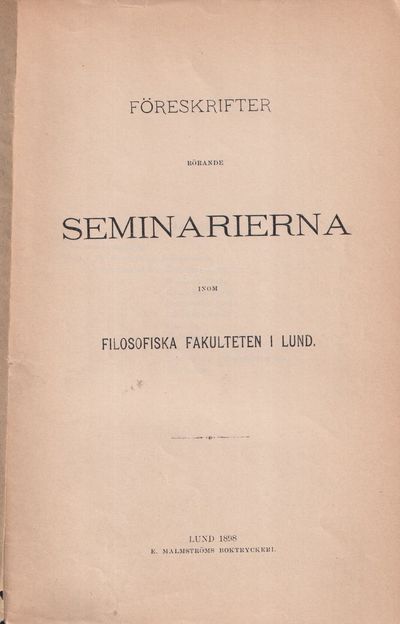 FÖRESKRIFTER
RÖRANDE
SEMINARIERNA
INOM
FILOSOFISKA FAKULTETEN I LUND.
LUND 1898
E. MALMSTRÖMS BOKTRYCKERI.